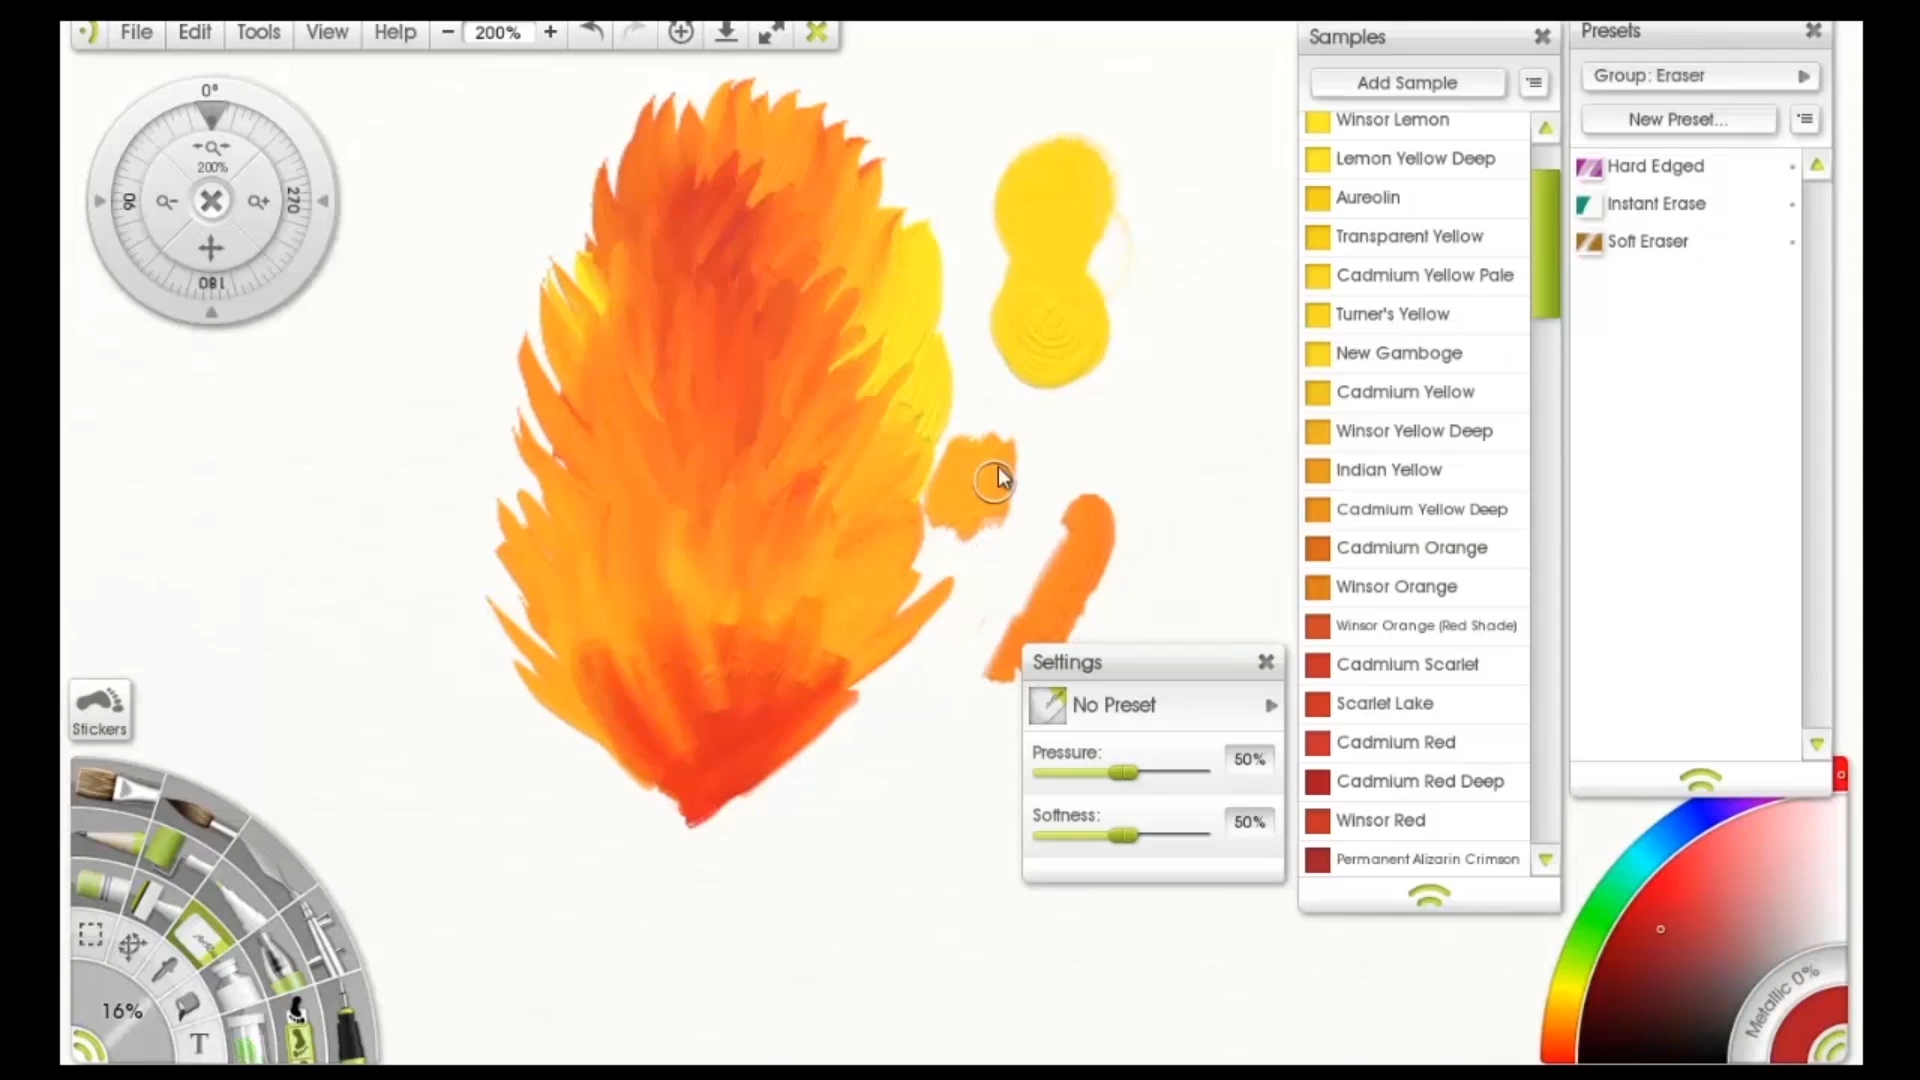 File Edit Tools View Help 200%
0°
200%
90
270
180
Stickers
16%
T
Settings
No Preset
Pressure: 50%
Softness: 50%
Samples
Add Sample
Winsor Lemon
Lemon Yellow Deep
Aureolin
Transparent Yellow
Cadmium Yellow Pale
Turner's Yellow
New Gamboge
Cadmium Yellow
Winsor Yellow Deep
Indian Yellow
Cadmium Yellow Deep
Cadmium Orange
Winsor Orange
Winsor Orange (Red Shade)
Cadmium Scarlet
Scarlet Lake
Cadmium Red
Cadmium Red Deep
Winsor Red
Permanent Alizarin Crimson
Presets
Group: Eraser
New Preset...
Hard Edged
Instant Erase
Soft Eraser
Metallic 0%